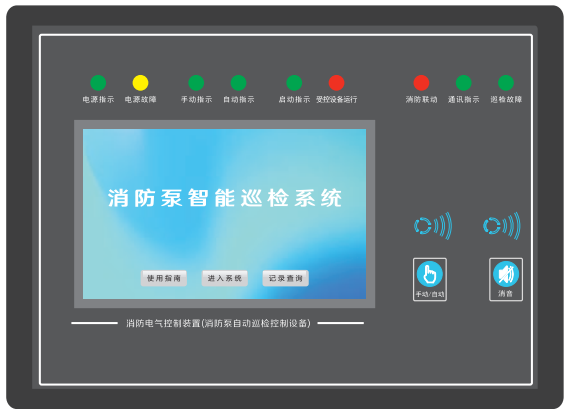 电源指示 电源故障 手动指示 自动指示 启动指示 受控设备运行 消防联动 通讯指示 巡检故障
消防泵智能巡检系统
使用指南 进入系统 记录查询
手动/自动 消音
消防电气控制装置(消防泵自动巡检控制设备)